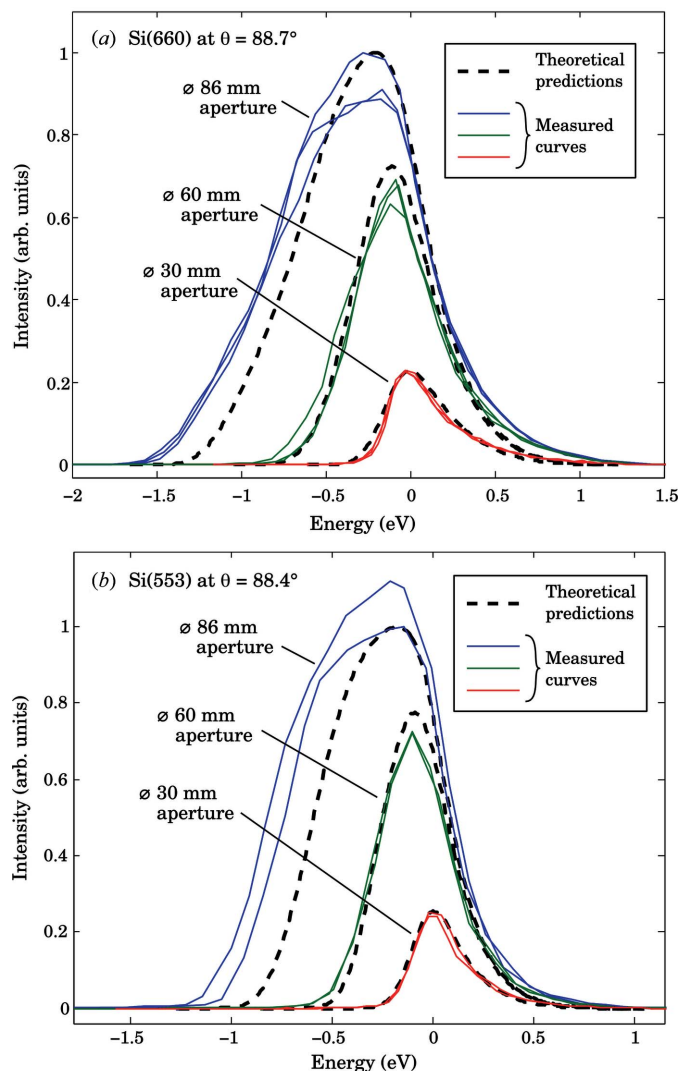 (a) Si(660) at θ = 88.7°
Theoretical
predictions
Measured
curves
⌀ 86 mm
aperture
⌀ 60 mm
aperture
⌀ 30 mm
aperture
Intensity (arb. units)
1
0.8
0.6
0.4
0.2
0
−2
−1.5
−1
−0.5
0
0.5
1
1.5
Energy (eV)
(b) Si(553) at θ = 88.4°
Theoretical
predictions
Measured
curves
⌀ 86 mm
aperture
⌀ 60 mm
aperture
⌀ 30 mm
aperture
Intensity (arb. units)
1
0.8
0.6
0.4
0.2
0
−1.5
−1
−0.5
0
0.5
1
Energy (eV)